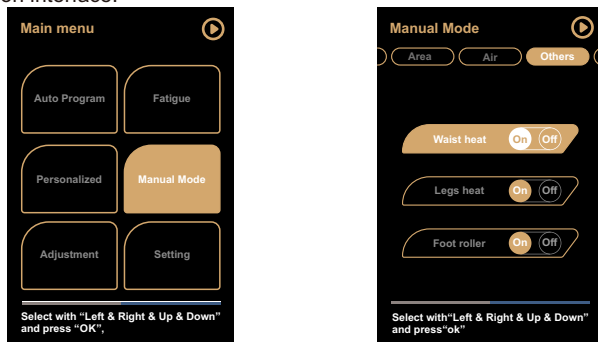 Main menu
Auto Program
Fatigue
Personalized
Manual Mode
Adjustment
Setting
Select with “Left & Right & Up & Down”
and press “OK”,
Manual Mode
Area
Air
Others
Waist heat On Off
Legs heat On Off
Foot roller On Off
Select with“Left & Right & Up & Down”
and press“ok”